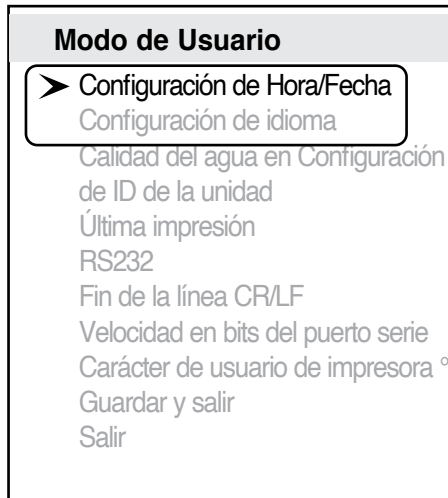 Modo de Usuario
➤ Configuración de Hora/Fecha
Configuración de idioma
Calidad del agua en Configuración
de ID de la unidad
Última impresión
RS232
Fin de la línea CR/LF
Velocidad en bits del puerto serie
Carácter de usuario de impresora °
Guardar y salir
Salir